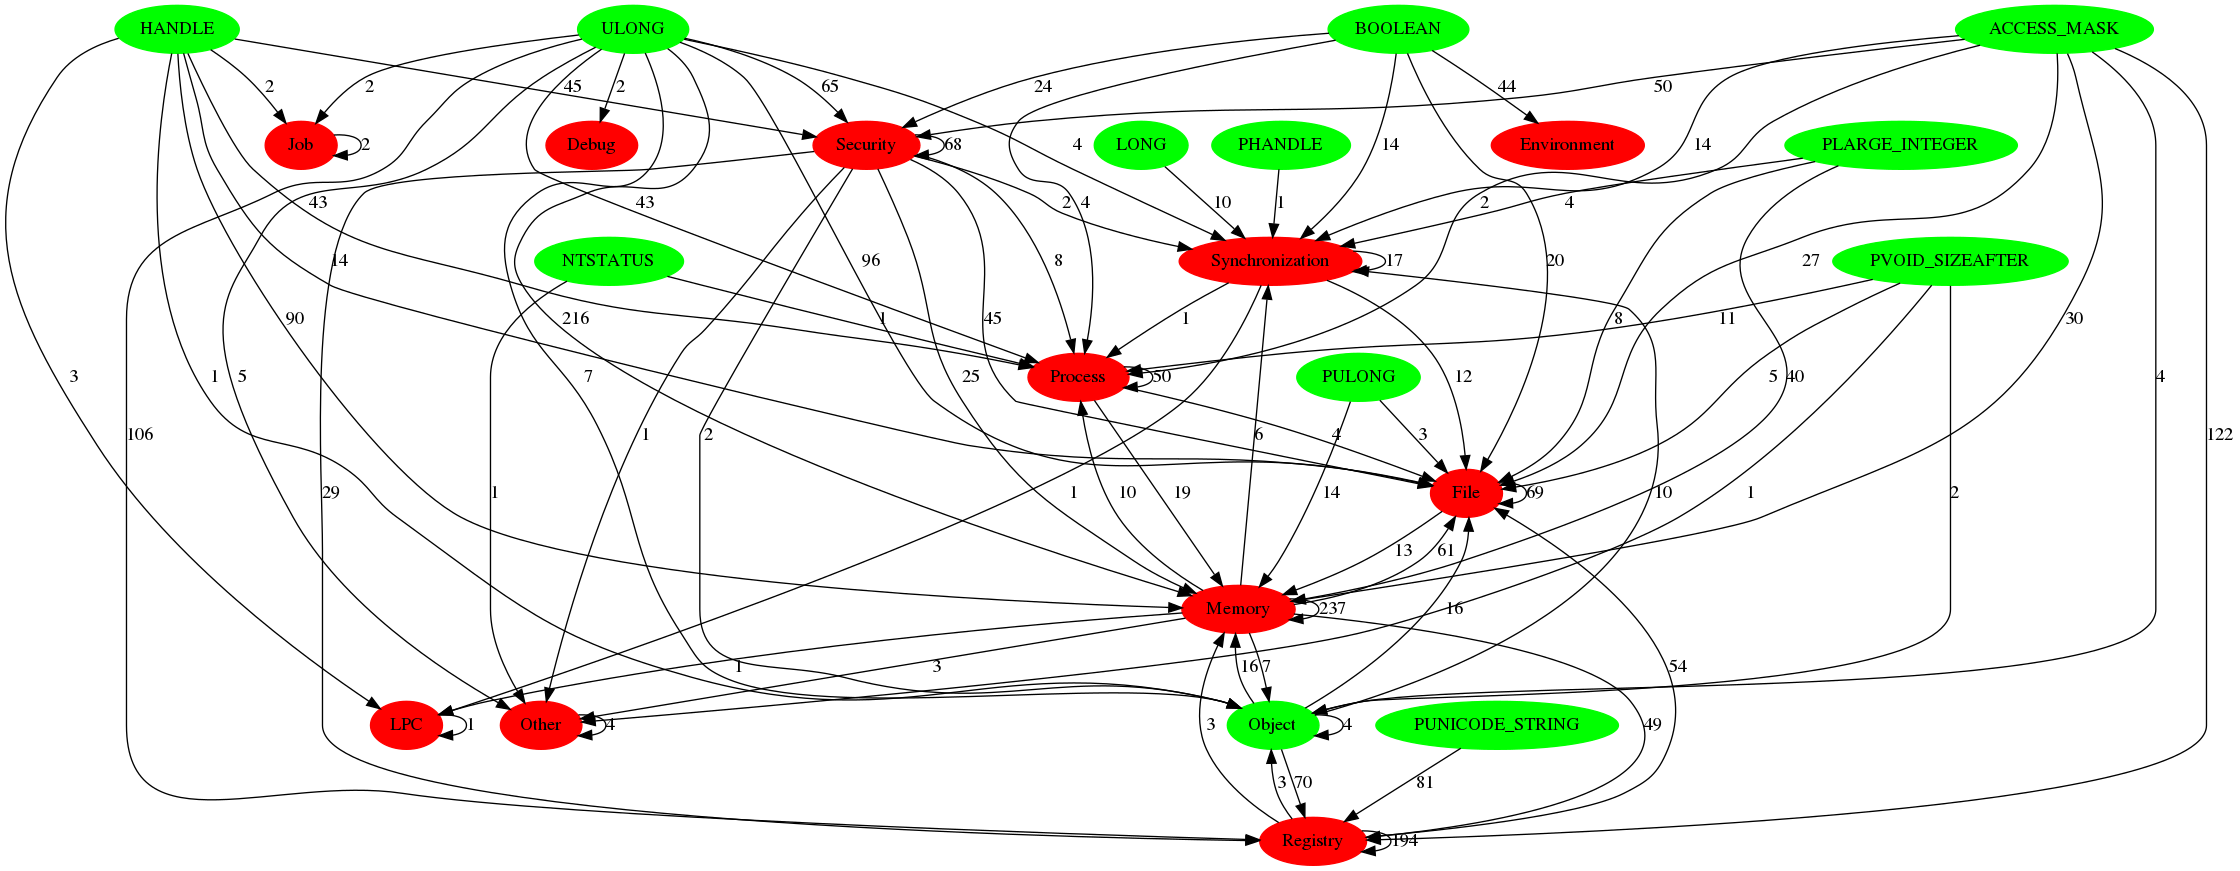 HANDLE ULONG BOOLEAN ACCESS_MASK
2 2 45 2 65 24 44 50
Job Debug Security LONG PHANDLE Environment PLARGE_INTEGER
2 68 4 14 14
43 43 2 4 10 1 2 4
NTSTATUS Synchronization PVOID_SIZEAFTER
14 96 8 17 20 27
90 216 1 45 1 8 11 30
Process PULONG
3 1 5 7 25 50 12 5 40 4
106 1 2 4 3 6 122
File
29 1 10 19 1 14 69 10 1 2
13 61
Memory
237 16
1 3 16 7 54
LPC Other Object PUNICODE_STRING
1 4 3 4 49
3 70 81
Registry
194